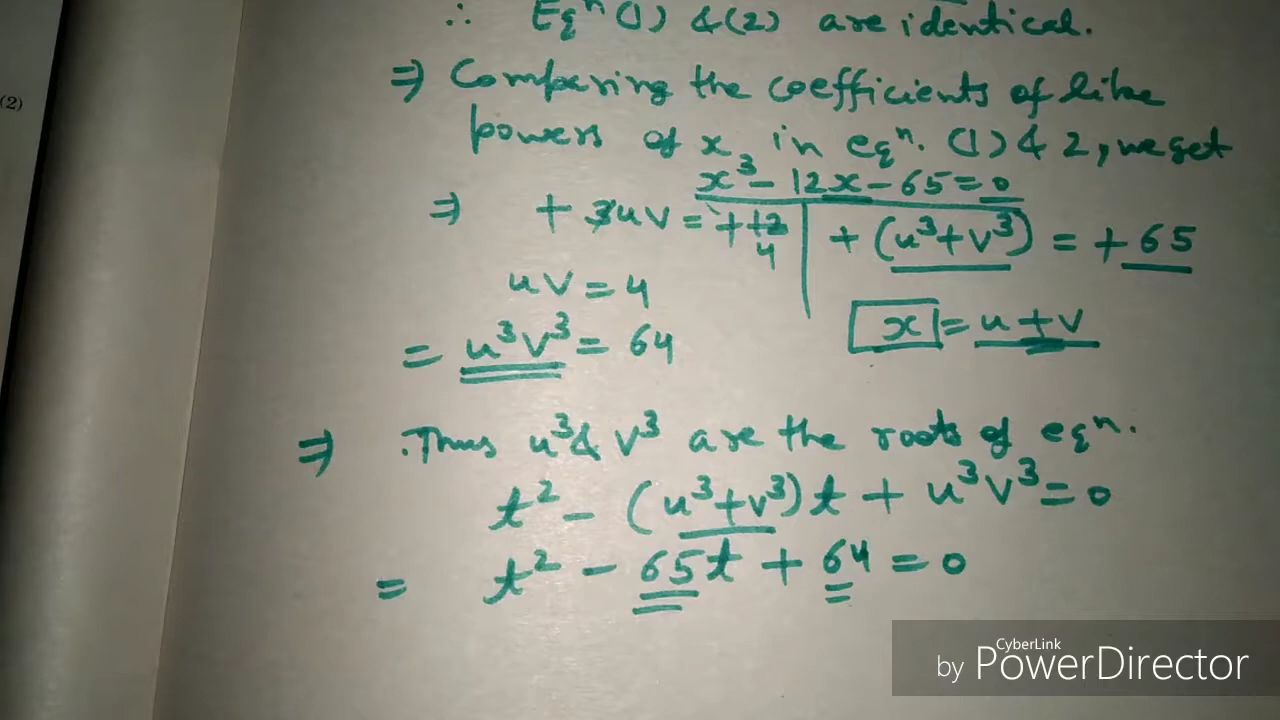 (2)
∴ Eqⁿ (1) & (2) are identical.
⇒ Comparing the coefficients of like
powers of x, in eqⁿ. (1) & 2, we get
x³ - 12x - 65 = 0
⇒ + 3uv = + 12 + (u³+v³) = + 65
4
uv = 4
x = u + v
= u³v³ = 64
⇒ . Thus u³ & v³ are the roots of eqⁿ.
t² - (u³+v³)t + u³v³ = 0
= t² - 65t + 64 = 0
CyberLink
by PowerDirector